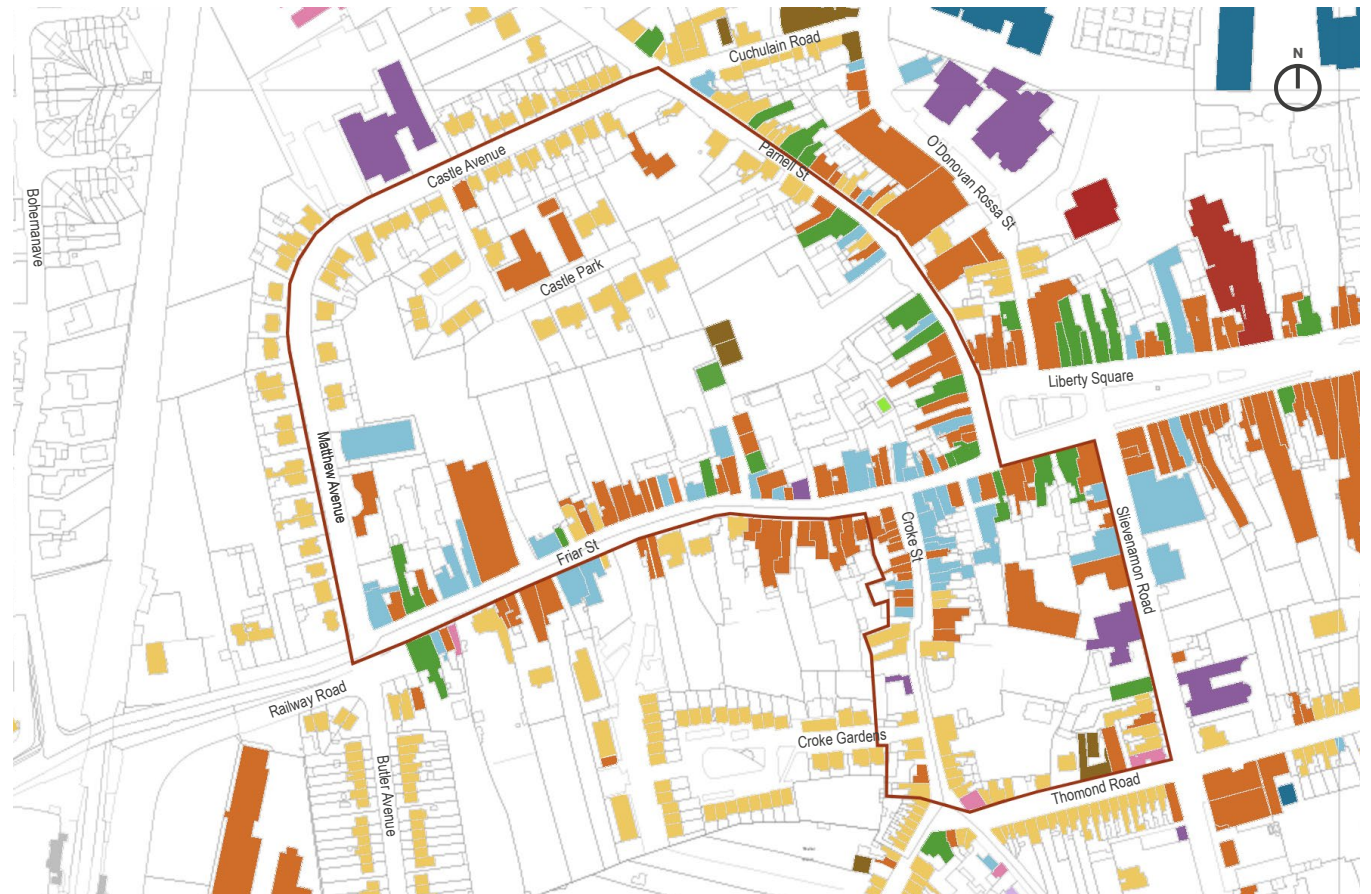 Cuchulain Road
N
O'Donovan Rossa St
Castle Avenue
Parnell St
Bohernanave
Castle Park
Liberty Square
Matthew Avenue
Friar St
Croke St
Slievenamon Road
Railway Road
Croke Gardens
Butler Avenue
Thomond Road